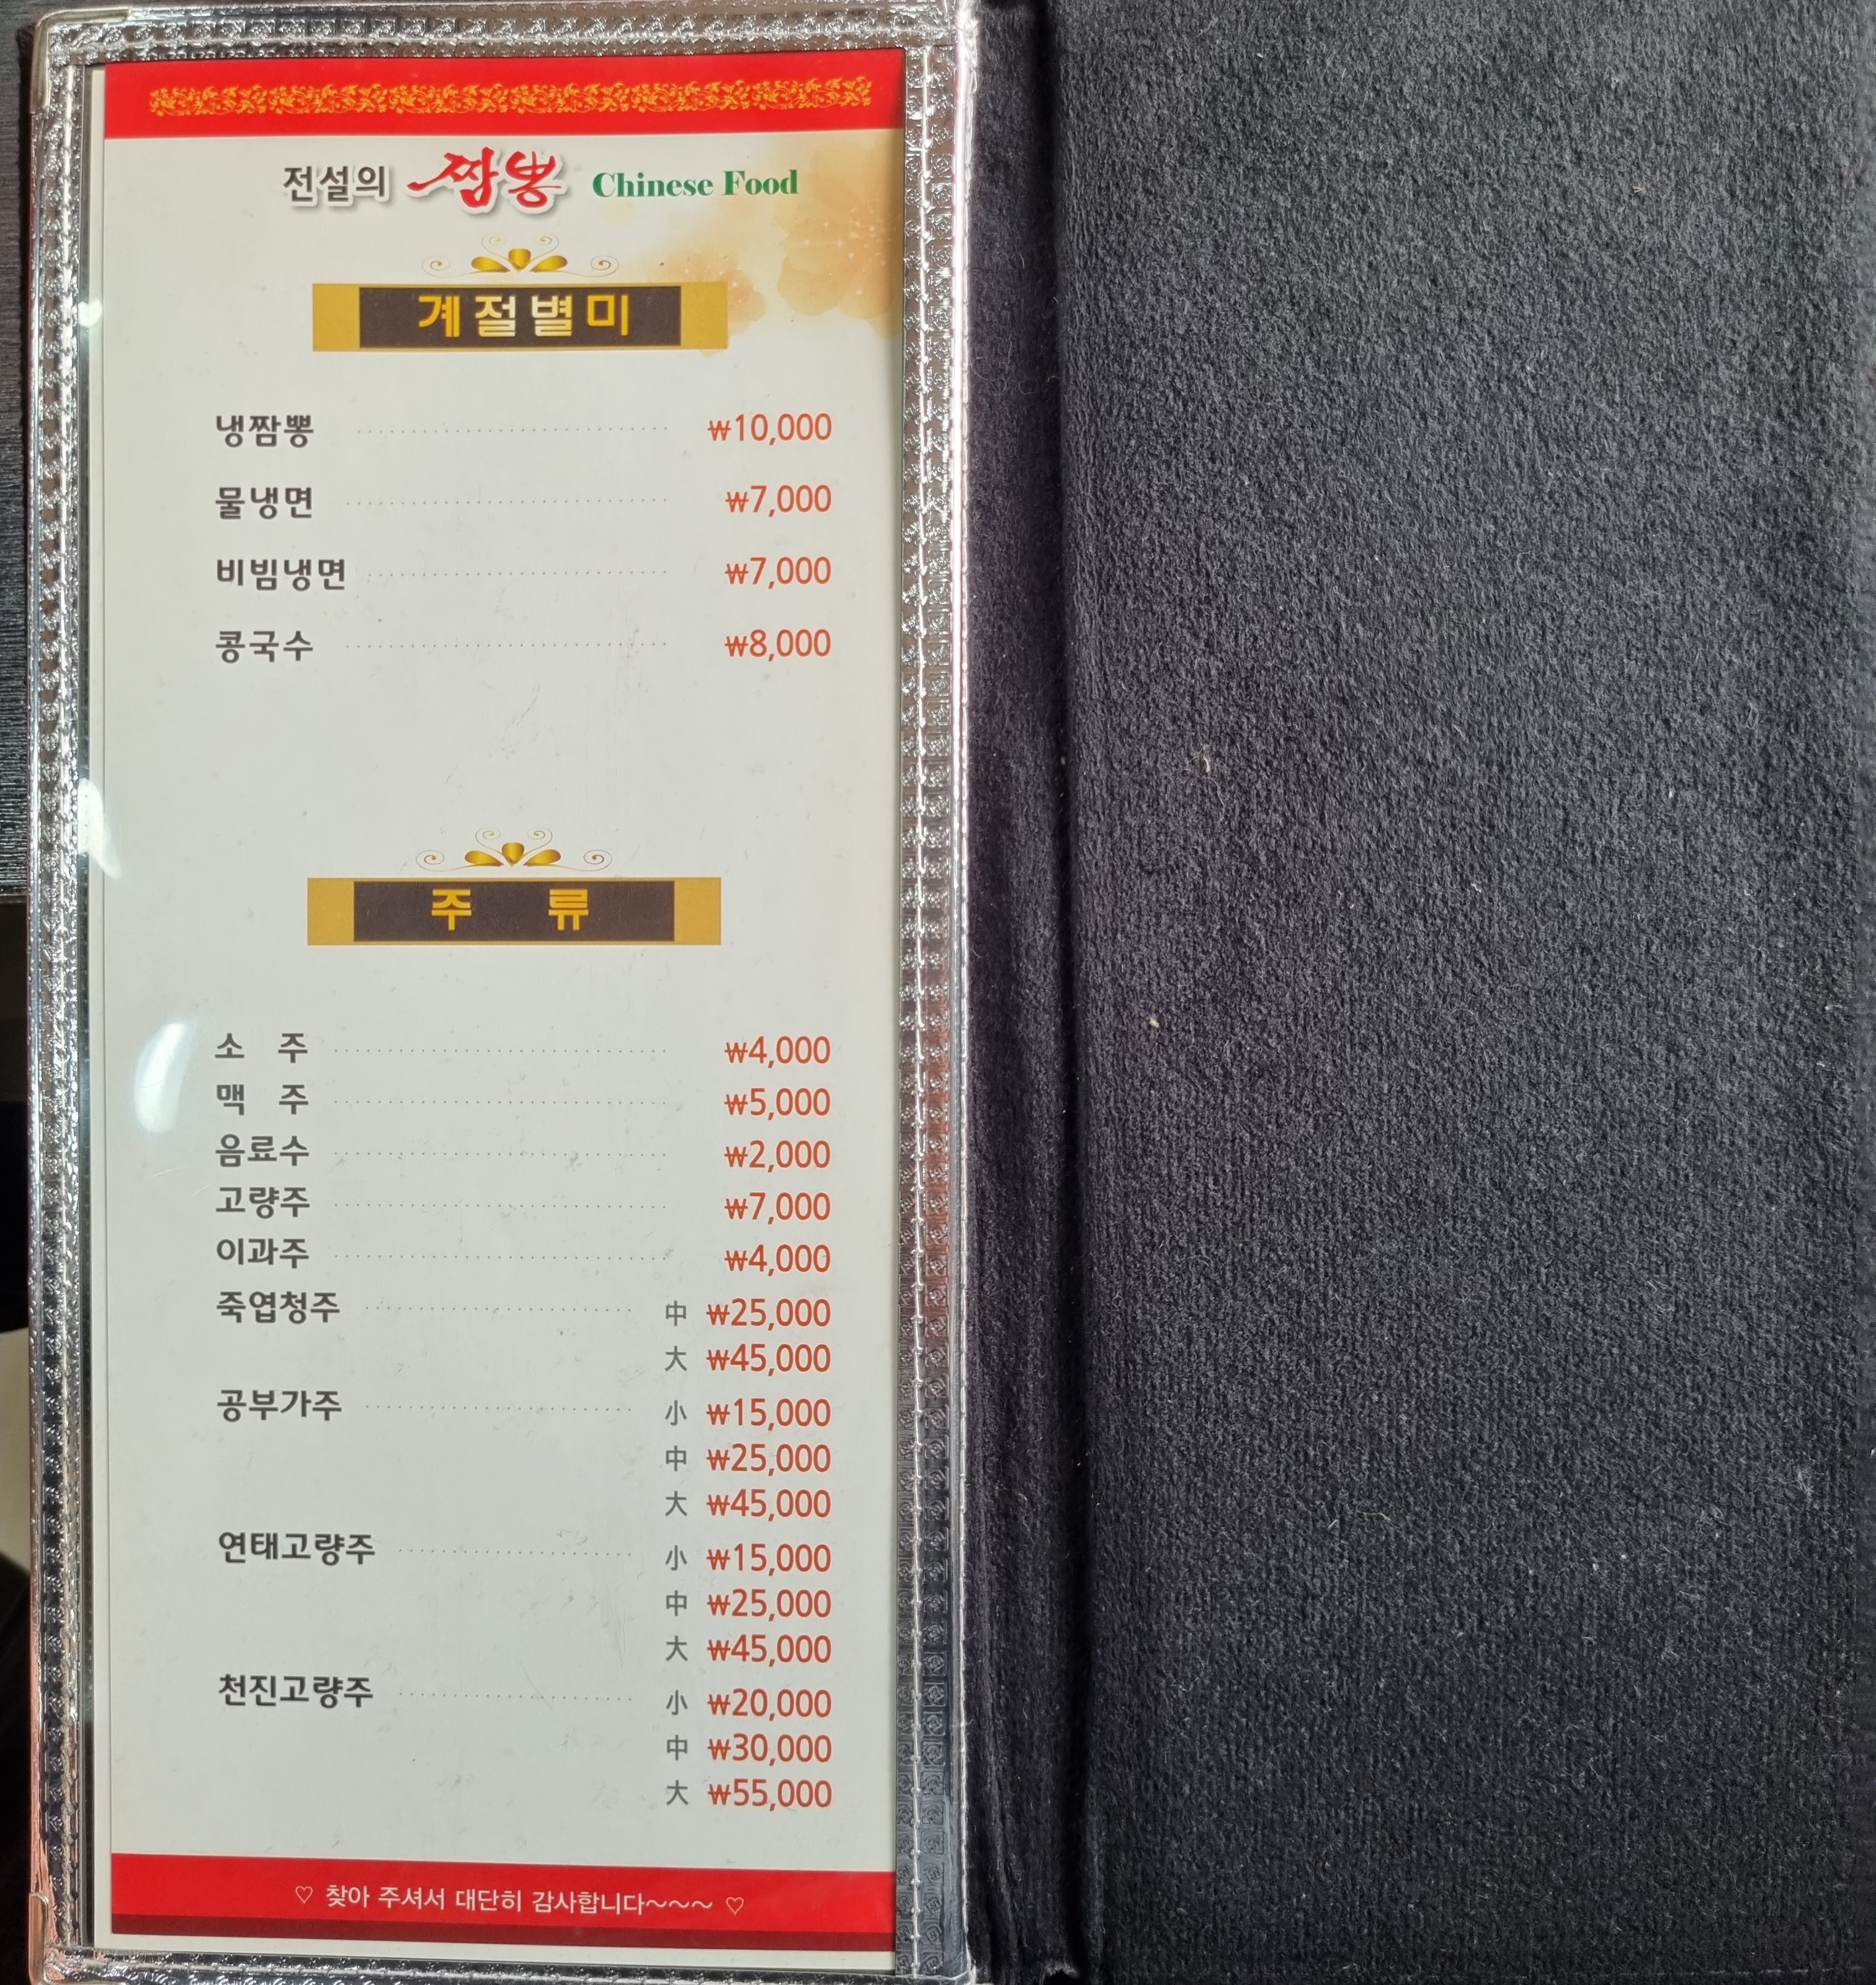 전설의 짬뽕 Chinese Food
계절별미
냉짬뽕 ₩10,000
물냉면 ₩7,000
비빔냉면 ₩7,000
콩국수 ₩8,000
주 류
소 주 ₩4,000
맥 주 ₩5,000
음료수 ₩2,000
고량주 ₩7,000
이과주 ₩4,000
죽엽청주 中 ₩25,000
大 ₩45,000
공부가주 小 ₩15,000
中 ₩25,000
大 ₩45,000
연태고량주 小 ₩15,000
中 ₩25,000
大 ₩45,000
천진고량주 小 ₩20,000
中 ₩30,000
大 ₩55,000
♡ 찾아 주셔서 대단히 감사합니다~~~ ♡